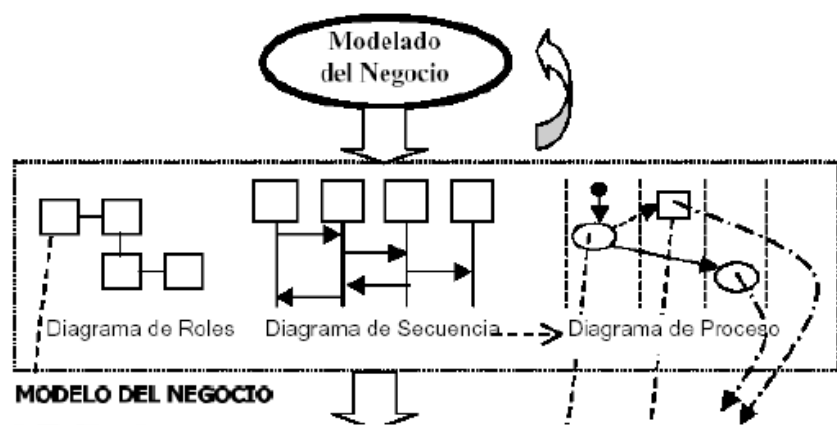 Modelado
del Negocio
Diagrama de Roles
Diagrama de Secuencia
Diagrama de Proceso
MODELO DEL NEGOCIO